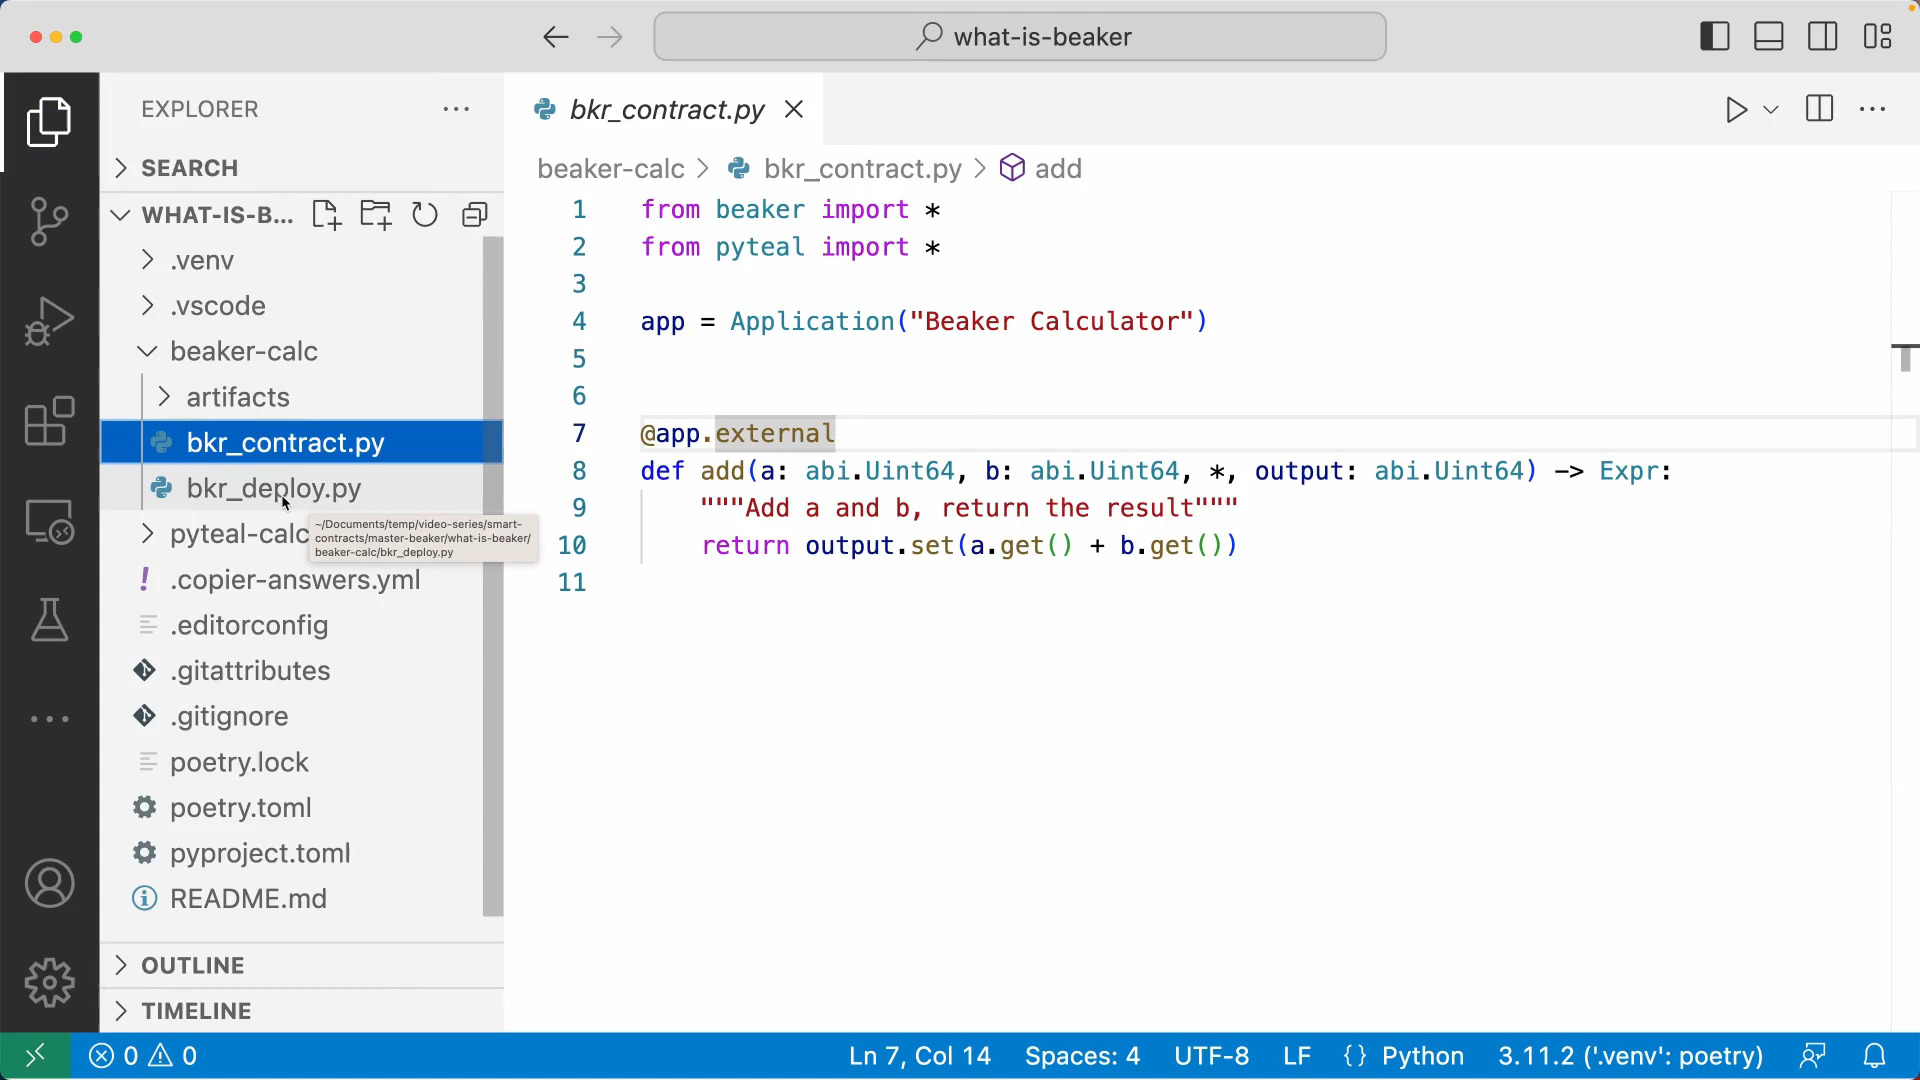 what-is-beaker
EXPLORER
SEARCH
WHAT-IS-B...
.venv
.vscode
beaker-calc
artifacts
bkr_contract.py
bkr_deploy.py
pyteal-calc
~/Documents/temp/video-series/smart-
contracts/master-beaker/what-is-beaker/
beaker-calc/bkr_deploy.py
.copier-answers.yml
.editorconfig
.gitattributes
.gitignore
poetry.lock
poetry.toml
pyproject.toml
README.md
OUTLINE
TIMELINE
bkr_contract.py
beaker-calc > bkr_contract.py > add
1 from beaker import *
2 from pyteal import *
3
4 app = Application("Beaker Calculator")
5
6
7 @app.external
8 def add(a: abi.Uint64, b: abi.Uint64, *, output: abi.Uint64) -> Expr:
9 """Add a and b, return the result"""
10 return output.set(a.get() + b.get())
11
0 0 Ln 7, Col 14 Spaces: 4 UTF-8 LF {} Python 3.11.2 ('.venv': poetry)